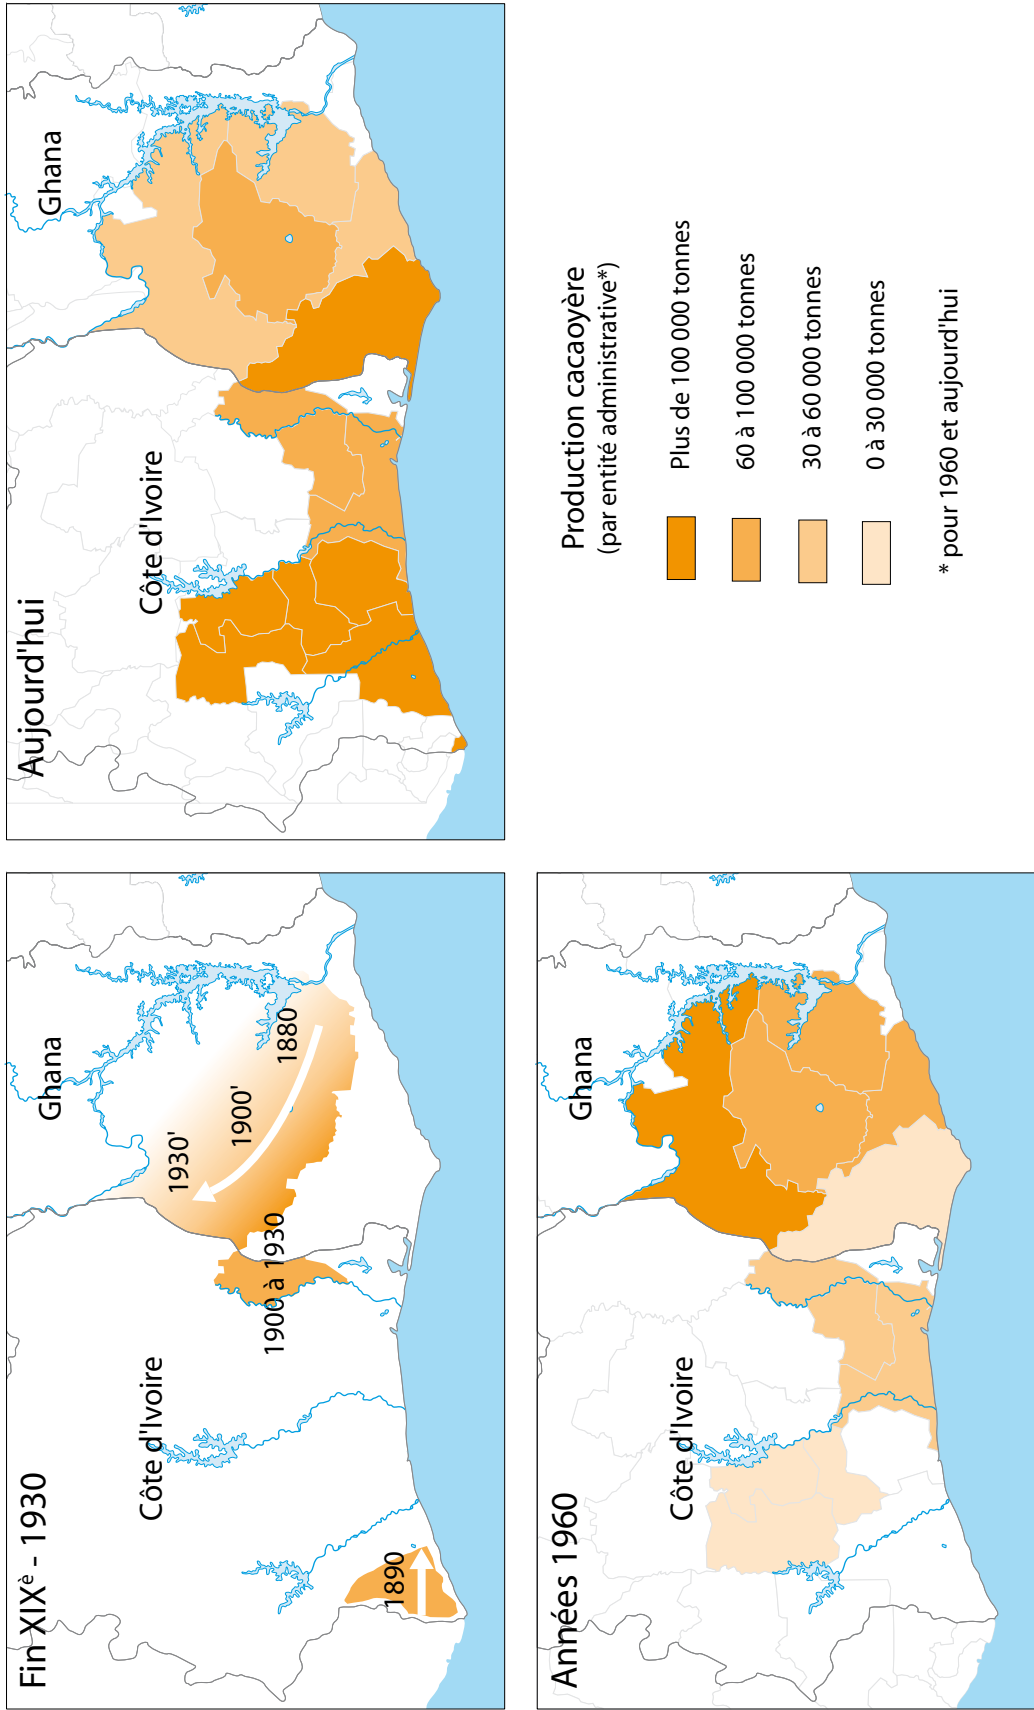 Fin XIXè - 1930
Côte d'Ivoire
Ghana
1890
1900 à 1930
1930'
1900'
1880
Aujourd'hui
Côte d'Ivoire
Ghana
Années 1960
Côte d'Ivoire
Ghana
Production cacaoyère
(par entité administrative*)
Plus de 100 000 tonnes
60 à 100 000 tonnes
30 à 60 000 tonnes
0 à 30 000 tonnes
* pour 1960 et aujourd'hui